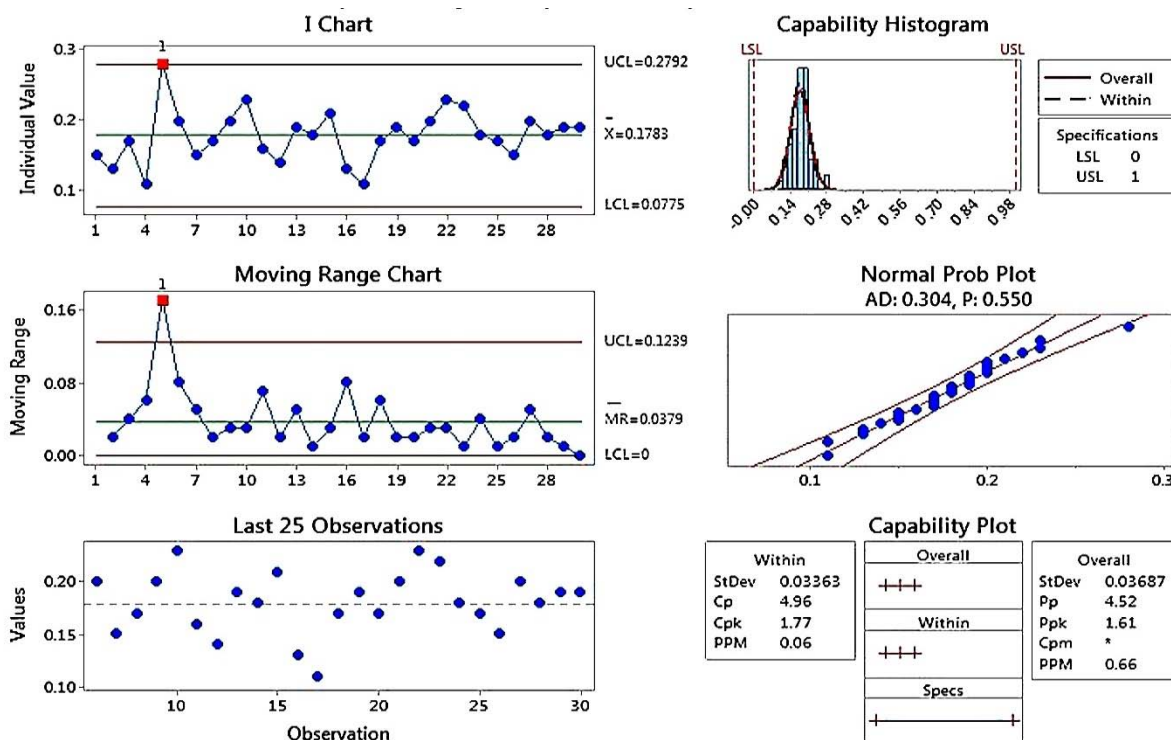 I Chart
0.3
0.2
0.1
Individual Value
1
UCL=0.2792
_
X=0.1783
LCL=0.0775
1 4 7 10 13 16 19 22 25 28
Capability Histogram
LSL
USL
-0.00 0.14 0.28 0.42 0.56 0.70 0.84 0.98
Overall
Within
Specifications
LSL 0
USL 1
Moving Range Chart
0.16
0.08
0.00
Moving Range
1
UCL=0.1239
__
MR=0.0379
LCL=0
1 4 7 10 13 16 19 22 25 28
Normal Prob Plot
AD: 0.304, P: 0.550
0.1 0.2 0.3
Last 25 Observations
0.20
0.15
0.10
Values
10 15 20 25 30
Observation
Capability Plot
Within
StDev 0.03363
Cp 4.96
Cpk 1.77
PPM 0.06
Overall
Within
Specs
Overall
StDev 0.03687
Pp 4.52
Ppk 1.61
Cpm *
PPM 0.66